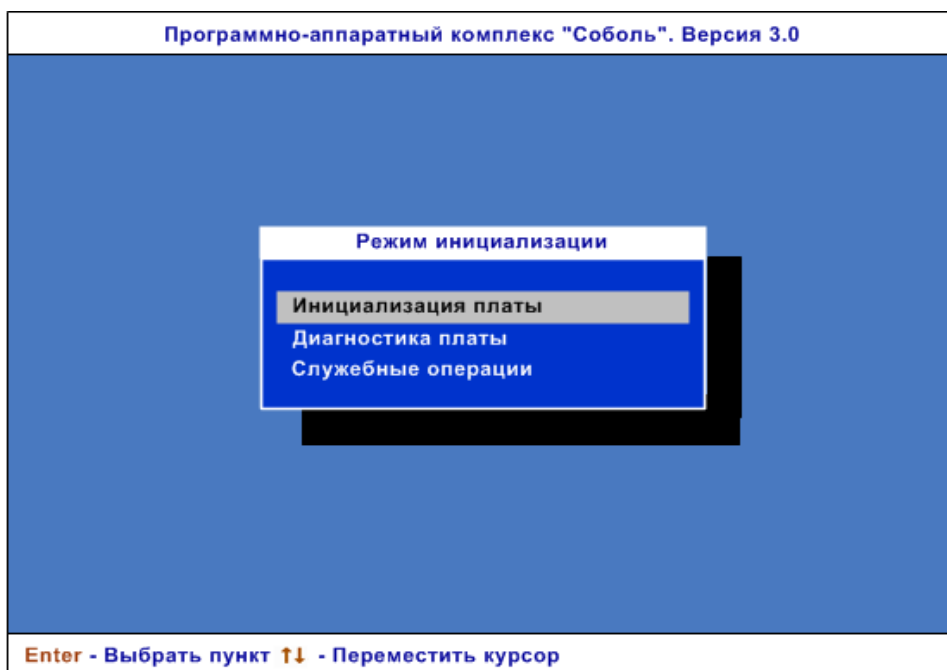 Программно-аппаратный комплекс "Соболь". Версия 3.0
Режим инициализации
Инициализация платы
Диагностика платы
Служебные операции
Enter - Выбрать пункт ↑↓ - Переместить курсор